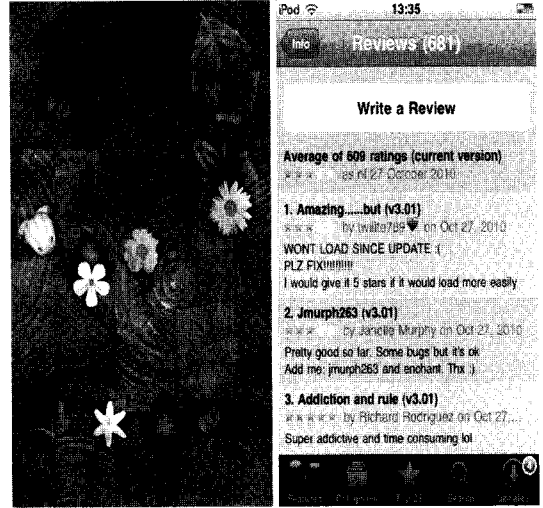 iPod 13:35
Info Reviews (681)
Write a Review
Average of 609 ratings (current version)
as of 27 October 2010
1. Amazing......but (v3.01)
on Oct 27, 2010
WONT LOAD SINCE UPDATE :(
PLZ FIX!!!!!!!!!!
I would give it 5 stars if it would load more easily
2. Jmurph263 (v3.01)
by Janelle Murphy on Oct 27, 2010
Pretty good so far. Some bugs but it's ok
Add me: jmurph263 and enchant. Thx :)
3. Addiction and rule (v3.01)
by Richard Rodriguez on Oct 27,...
Super addictive and time consuming lol
4